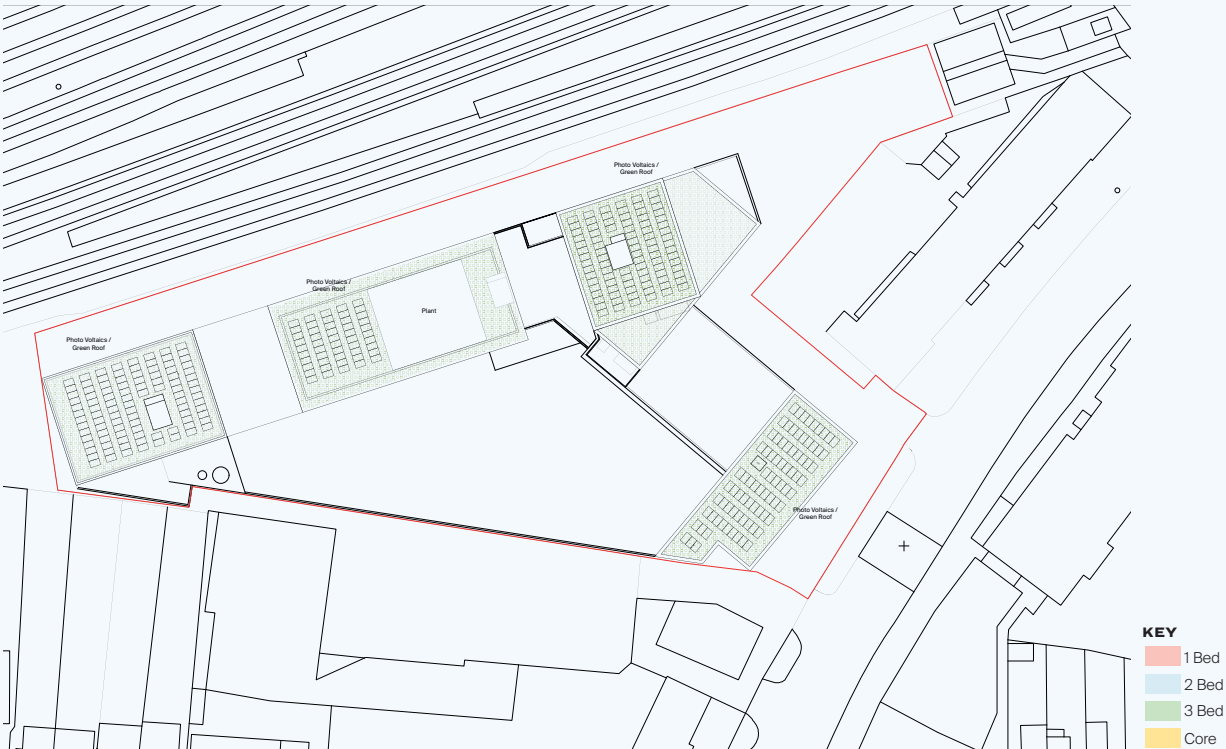 Photo Voltaics /
Green Roof
Photo Voltaics /
Green Roof
Plant
Photo Voltaics /
Green Roof
Photo Voltaics /
Green Roof
KEY
1 Bed
2 Bed
3 Bed
Core